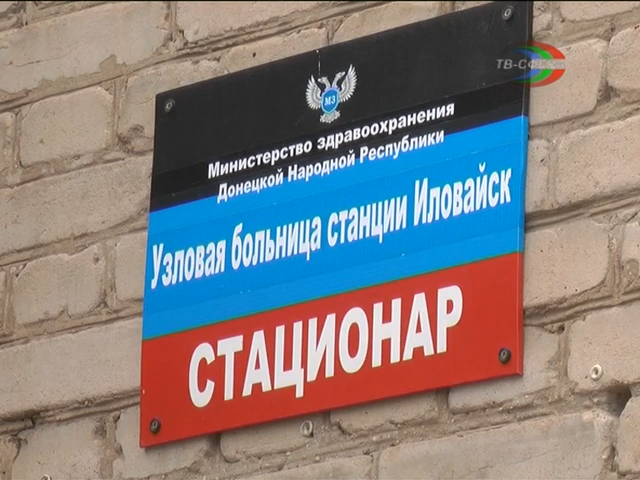 ТВ-СФЕРА
МЗ
Министерство здравоохранения
Донецкой Народной Республики
Узловая больница станции Иловайск
СТАЦИОНАР